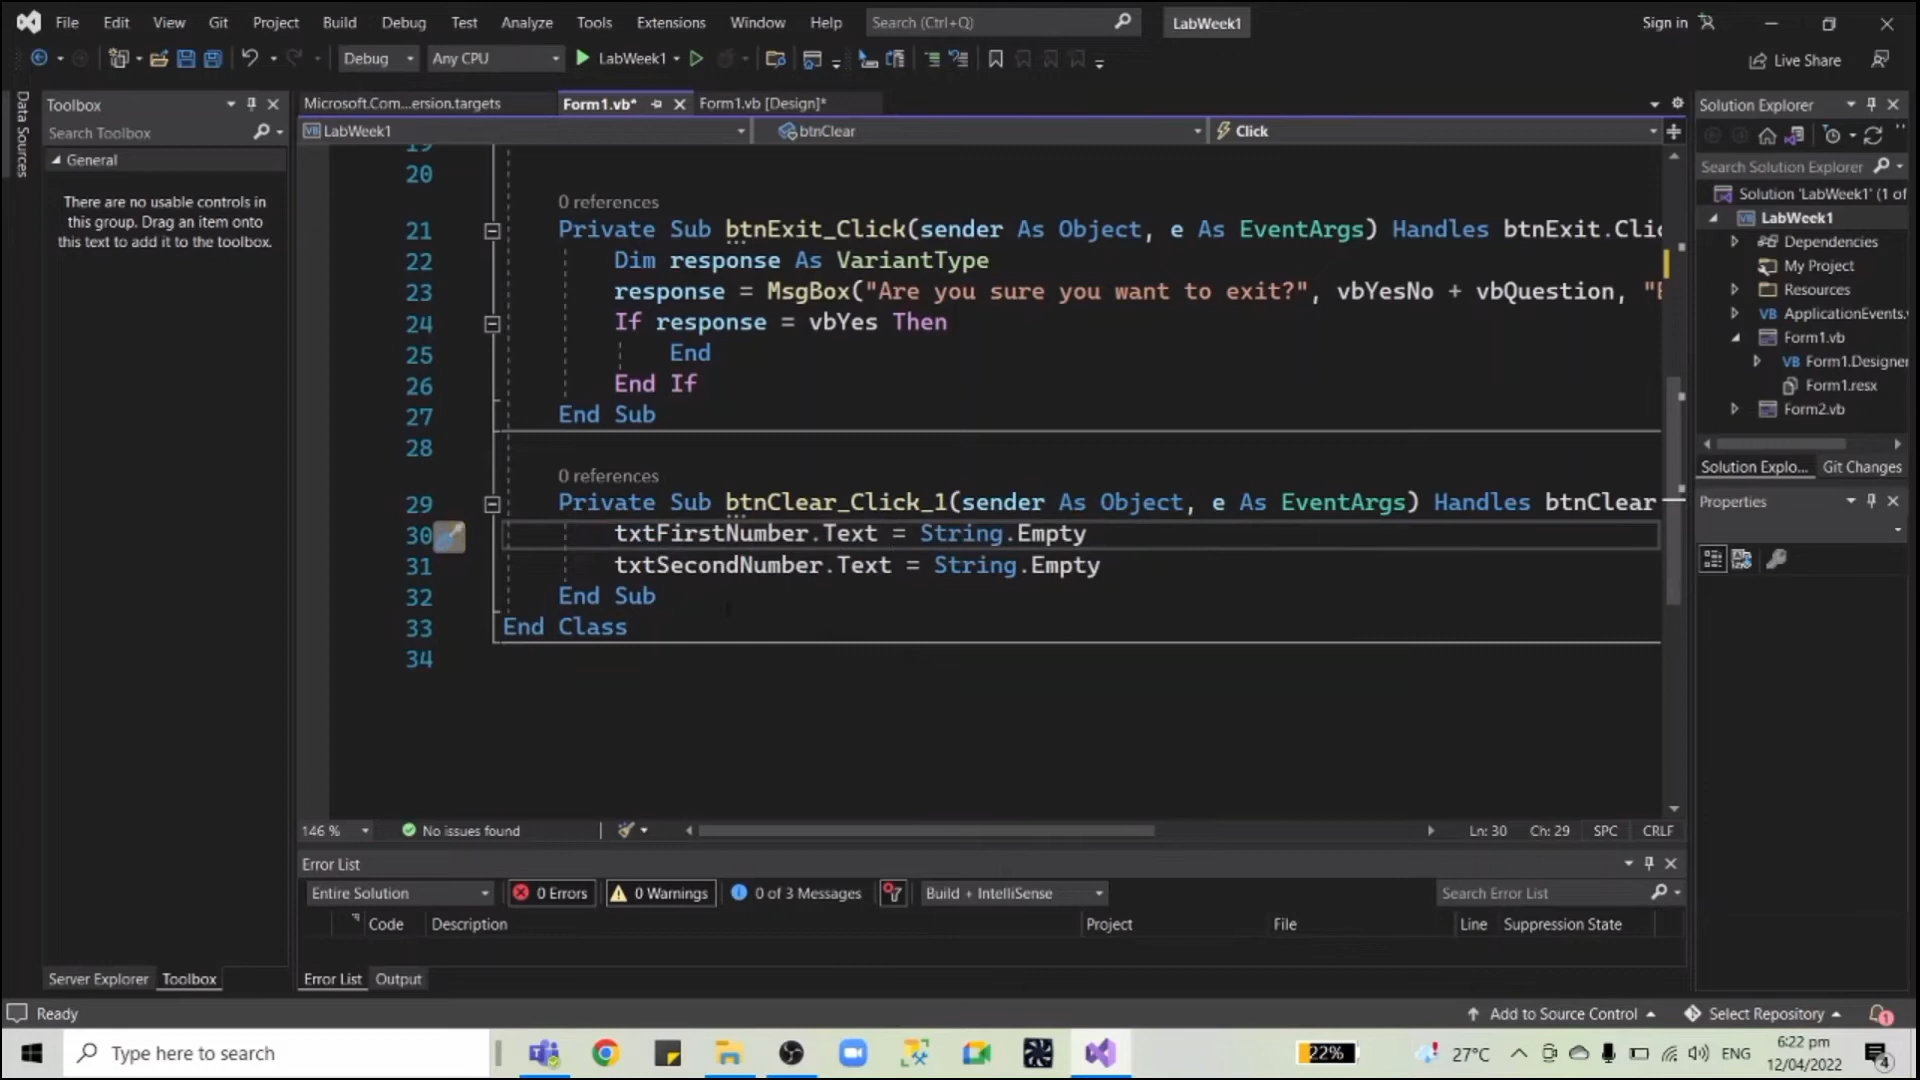 File Edit View Git Project Build Debug Test Analyze Tools Extensions Window Help Search (Ctrl+Q) LabWeek1 Sign in
Debug Any CPU LabWeek1 Live Share
Data Sources
Toolbox
Search Toolbox
General
There are no usable controls in
this group. Drag an item onto
this text to add it to the toolbox.
Server Explorer Toolbox
Microsoft.Com...ersion.targets Form1.vb* Form1.vb [Design]*
LabWeek1 btnClear Click
19
20
0 references
21 Private Sub btnExit_Click(sender As Object, e As EventArgs) Handles btnExit.Clic
22 Dim response As VariantType
23 response = MsgBox("Are you sure you want to exit?", vbYesNo + vbQuestion, "E
24 If response = vbYes Then
25 End
26 End If
27 End Sub
28
0 references
29 Private Sub btnClear_Click_1(sender As Object, e As EventArgs) Handles btnClear
30 txtFirstNumber.Text = String.Empty
31 txtSecondNumber.Text = String.Empty
32 End Sub
33 End Class
34
146 % No issues found Ln: 30 Ch: 29 SPC CRLF
Error List
Entire Solution 0 Errors 0 Warnings 0 of 3 Messages Build + IntelliSense Search Error List
Code Description Project File Line Suppression State
Error List Output
Solution Explorer
Search Solution Explorer
Solution 'LabWeek1' (1 of
LabWeek1
Dependencies
My Project
Resources
ApplicationEvents.v
Form1.vb
Form1.Designer
Form1.resx
Form2.vb
Solution Explo... Git Changes
Properties
Ready Add to Source Control Select Repository 1
Type here to search 22% 27°C ENG 6:22 pm
12/04/2022 4